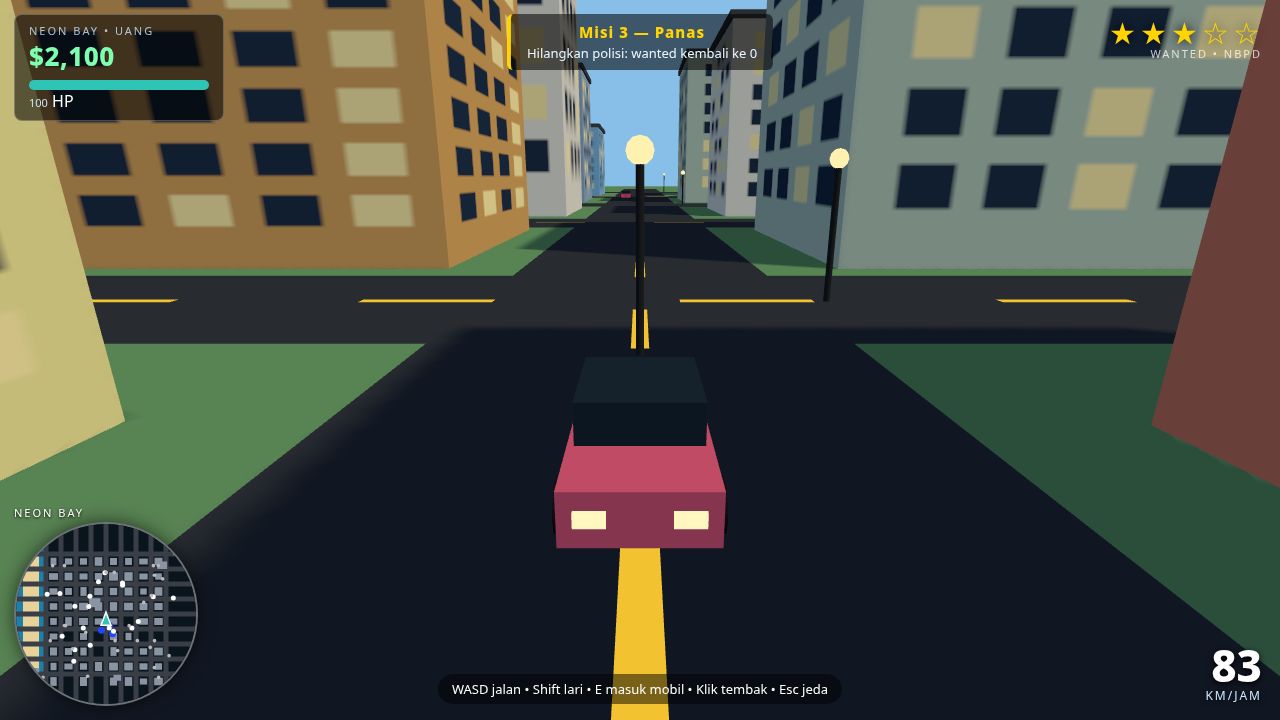 NEON BAY • UANG
$2,100
100 HP
Misi 3 — Panas
Hilangkan polisi: wanted kembali ke 0
★ ★ ★ ☆ ☆
WANTED • NBPD
NEON BAY
WASD jalan • Shift lari • E masuk mobil • Klik tembak • Esc jeda
83
KM/JAM